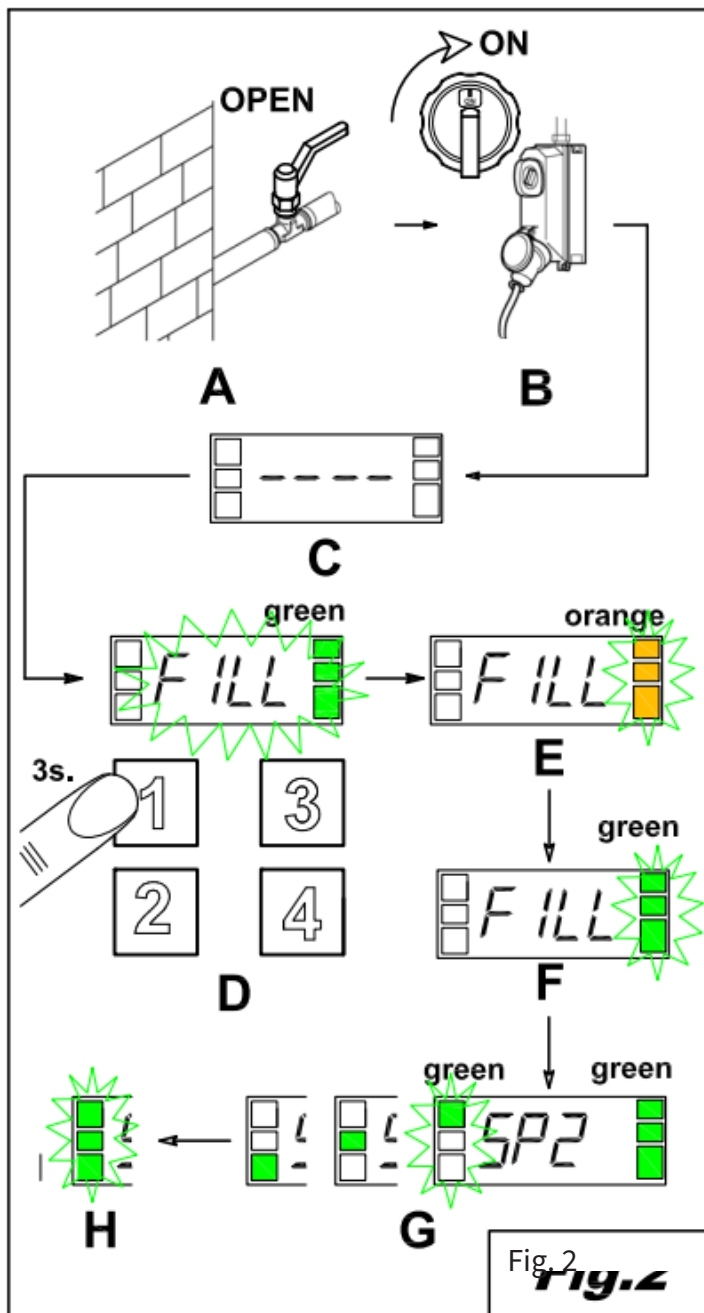 ON
OPEN
A
B
- - - -
C
green
orange
FILL
FILL
3s.
1
3
E
green
2
4
FILL
D
F
green
green
SP2
H
G
Fig. 2
Fig.2